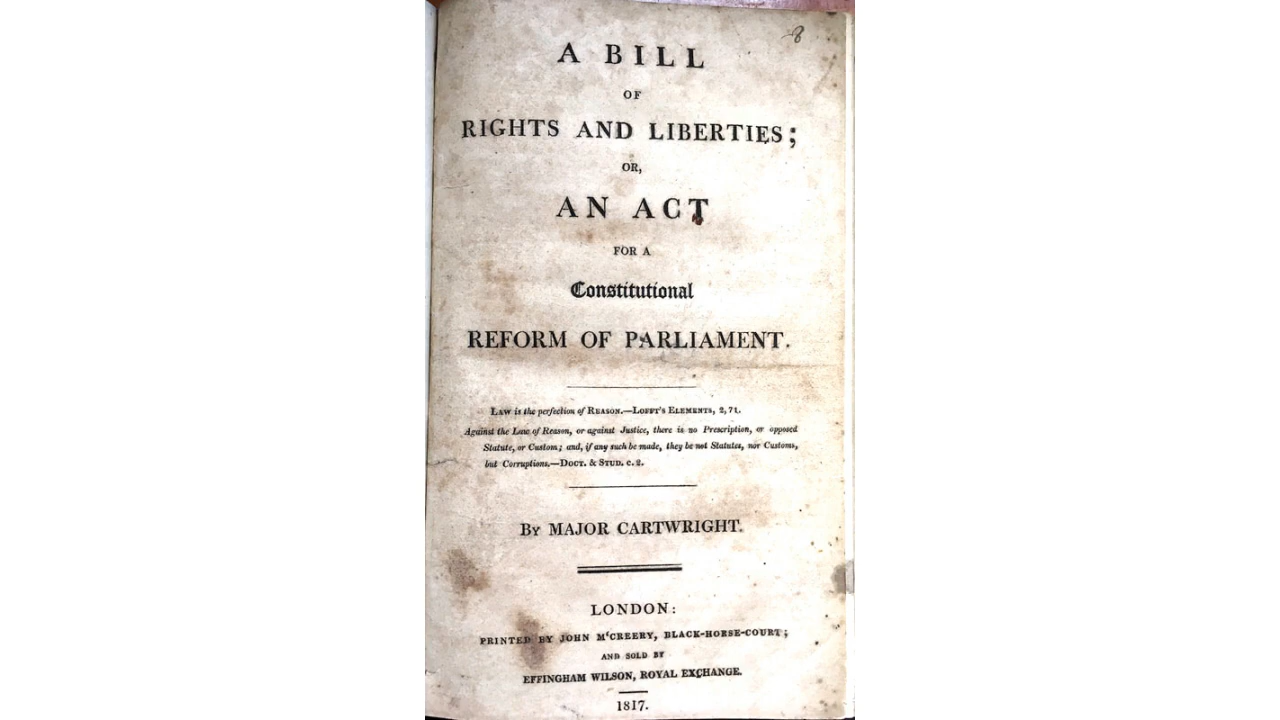 8
A BILL
OF
RIGHTS AND LIBERTIES;
OR,
AN ACT
FOR A
Constitutional
REFORM OF PARLIAMENT.
LAW is the perfection of REASON.—LOFFT'S ELEMENTS, 2, 71.
Against the Law of Reason, or against Justice, there is no Prescription, or opposed
Statute, or Custom; and, if any such be made, they be not Statutes, nor Customs,
but Corruptions.—DOCT. & STUD. c. 2.
BY MAJOR CARTWRIGHT.
LONDON:
PRINTED BY JOHN M'CREERY, BLACK-HORSE-COURT;
AND SOLD BY
EFFINGHAM WILSON, ROYAL EXCHANGE.
1817.